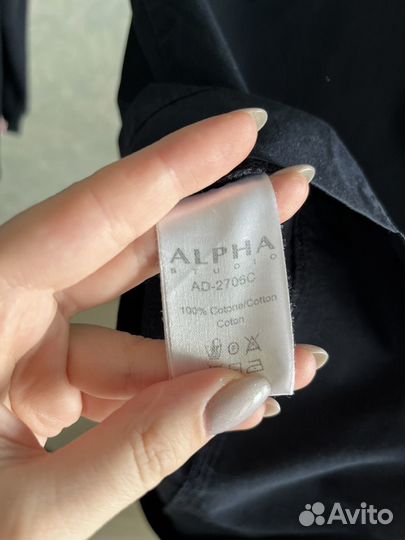 ALPHA
STUDIO
AD-2706C
100% Cotone/Cotton
Coton
Avito